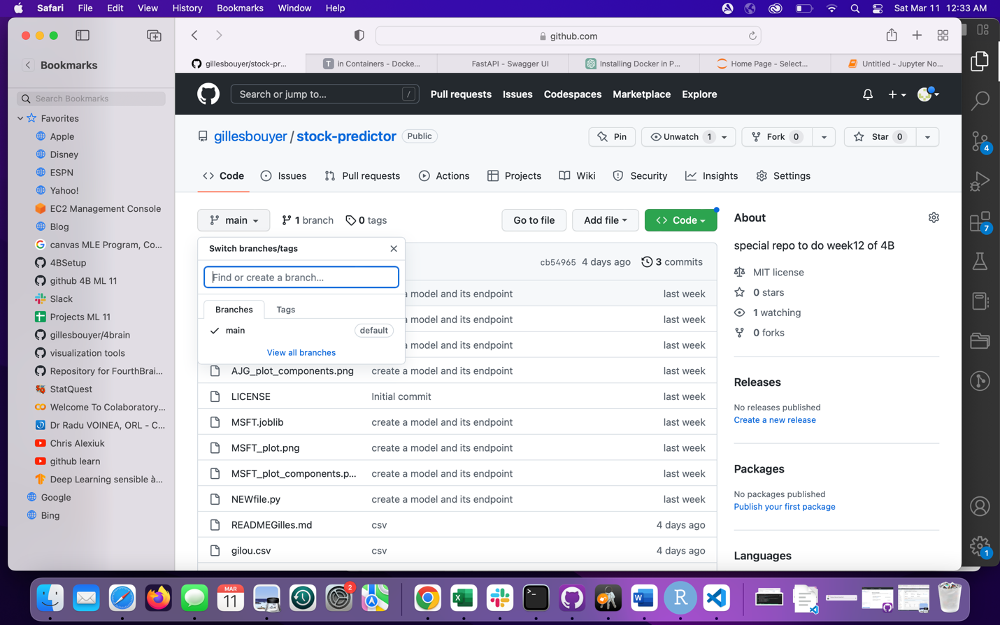 Safari File Edit View History Bookmarks Window Help Sat Mar 11 12:33 AM
github.com
Bookmarks
gillesbouyer/stock-pr...
T in Containers - Docke...
FastAPI - Swagger UI
Installing Docker in P...
Home Page - Select...
Untitled - Jupyter No...
Search Bookmarks
Favorites
Apple
Disney
ESPN
Yahoo!
EC2 Management Console
Blog
canvas MLE Program, Co...
4BSetup
github 4B ML 11
Slack
Projects ML 11
gillesbouyer/4brain
visualization tools
Repository for FourthBrai...
StatQuest
Welcome To Colaboratory...
Dr Radu VOINEA, ORL - C...
Chris Alexiuk
github learn
Deep Learning sensible à...
Google
Bing
Search or jump to... /
Pull requests Issues Codespaces Marketplace Explore
gillesbouyer / stock-predictor Public
Pin Unwatch 1 Fork 0 Star 0
Code Issues Pull requests Actions Projects Wiki Security Insights Settings
main 1 branch 0 tags Go to file Add file Code
Switch branches/tags
Find or create a branch...
Branches Tags
main default
View all branches
cb54965 4 days ago 3 commits
a model and its endpoint last week
a model and its endpoint last week
a model and its endpoint last week
AJG_plot_components.png create a model and its endpoint last week
LICENSE Initial commit last week
MSFT.joblib create a model and its endpoint last week
MSFT_plot.png create a model and its endpoint last week
MSFT_plot_components.p... create a model and its endpoint last week
NEWfile.py create a model and its endpoint last week
READMEGilles.md csv 4 days ago
gilou.csv csv 4 days ago
About
special repo to do week12 of 4B
MIT license
0 stars
1 watching
0 forks
Releases
No releases published
Create a new release
Packages
No packages published
Publish your first package
Languages
4
7
1
MAR
11
2
X
>_
W
R